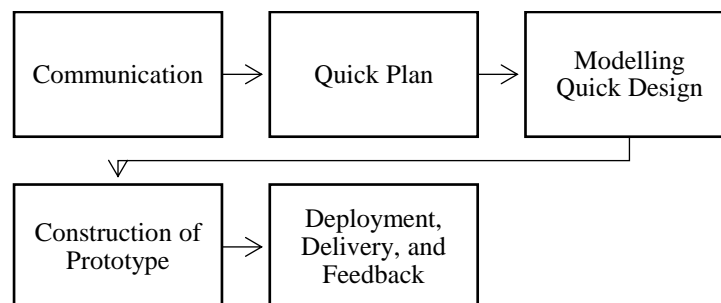 Communication
Quick Plan
Modelling
Quick Design
Construction of
Prototype
Deployment,
Delivery, and
Feedback